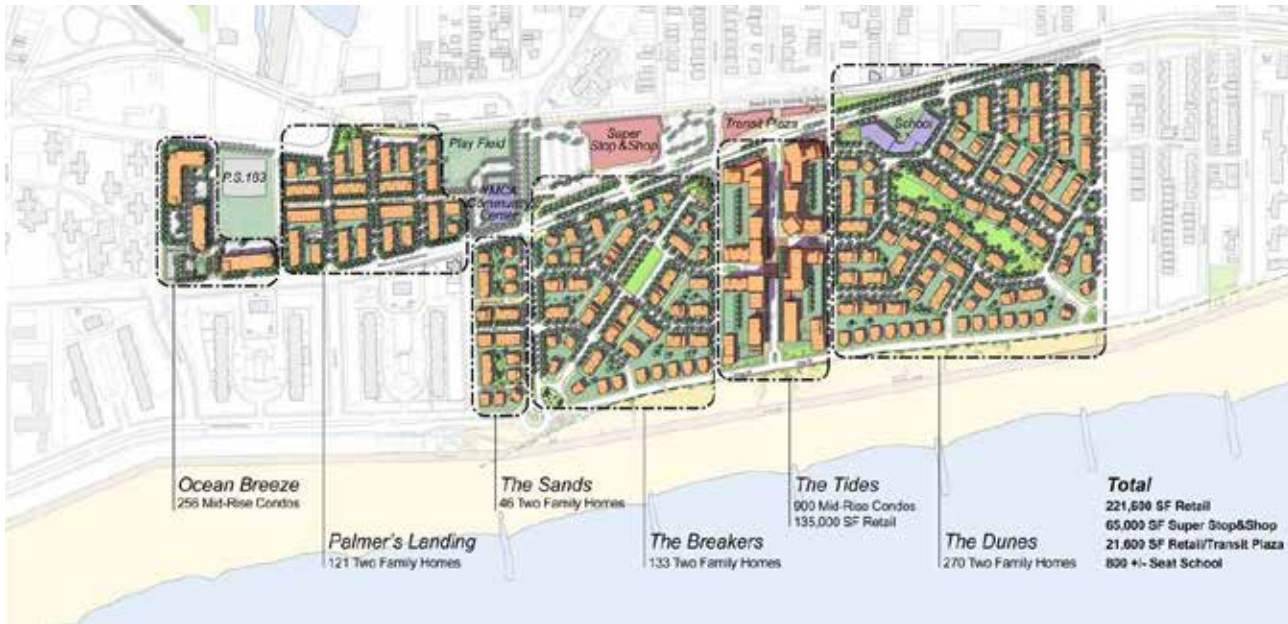 P.S.183
Play Field
YMCA
Community
Center
Super
Stop &Shop
Transit Plaza
School
Ocean Breeze
256 Mid-Rise Condos
Palmer's Landing
121 Two Family Homes
The Sands
46 Two Family Homes
The Breakers
133 Two Family Homes
The Tides
900 Mid-Rise Condos
135,000 SF Retail
The Dunes
270 Two Family Homes
Total
221,600 SF Retail
65,000 SF Super Stop&Shop
21,600 SF Retail/Transit Plaza
800 +/- Seat School